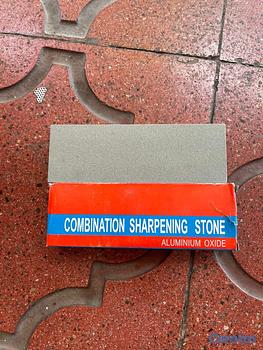 COMBINATION SHARPENING STONE
ALUMINIUM OXIDE